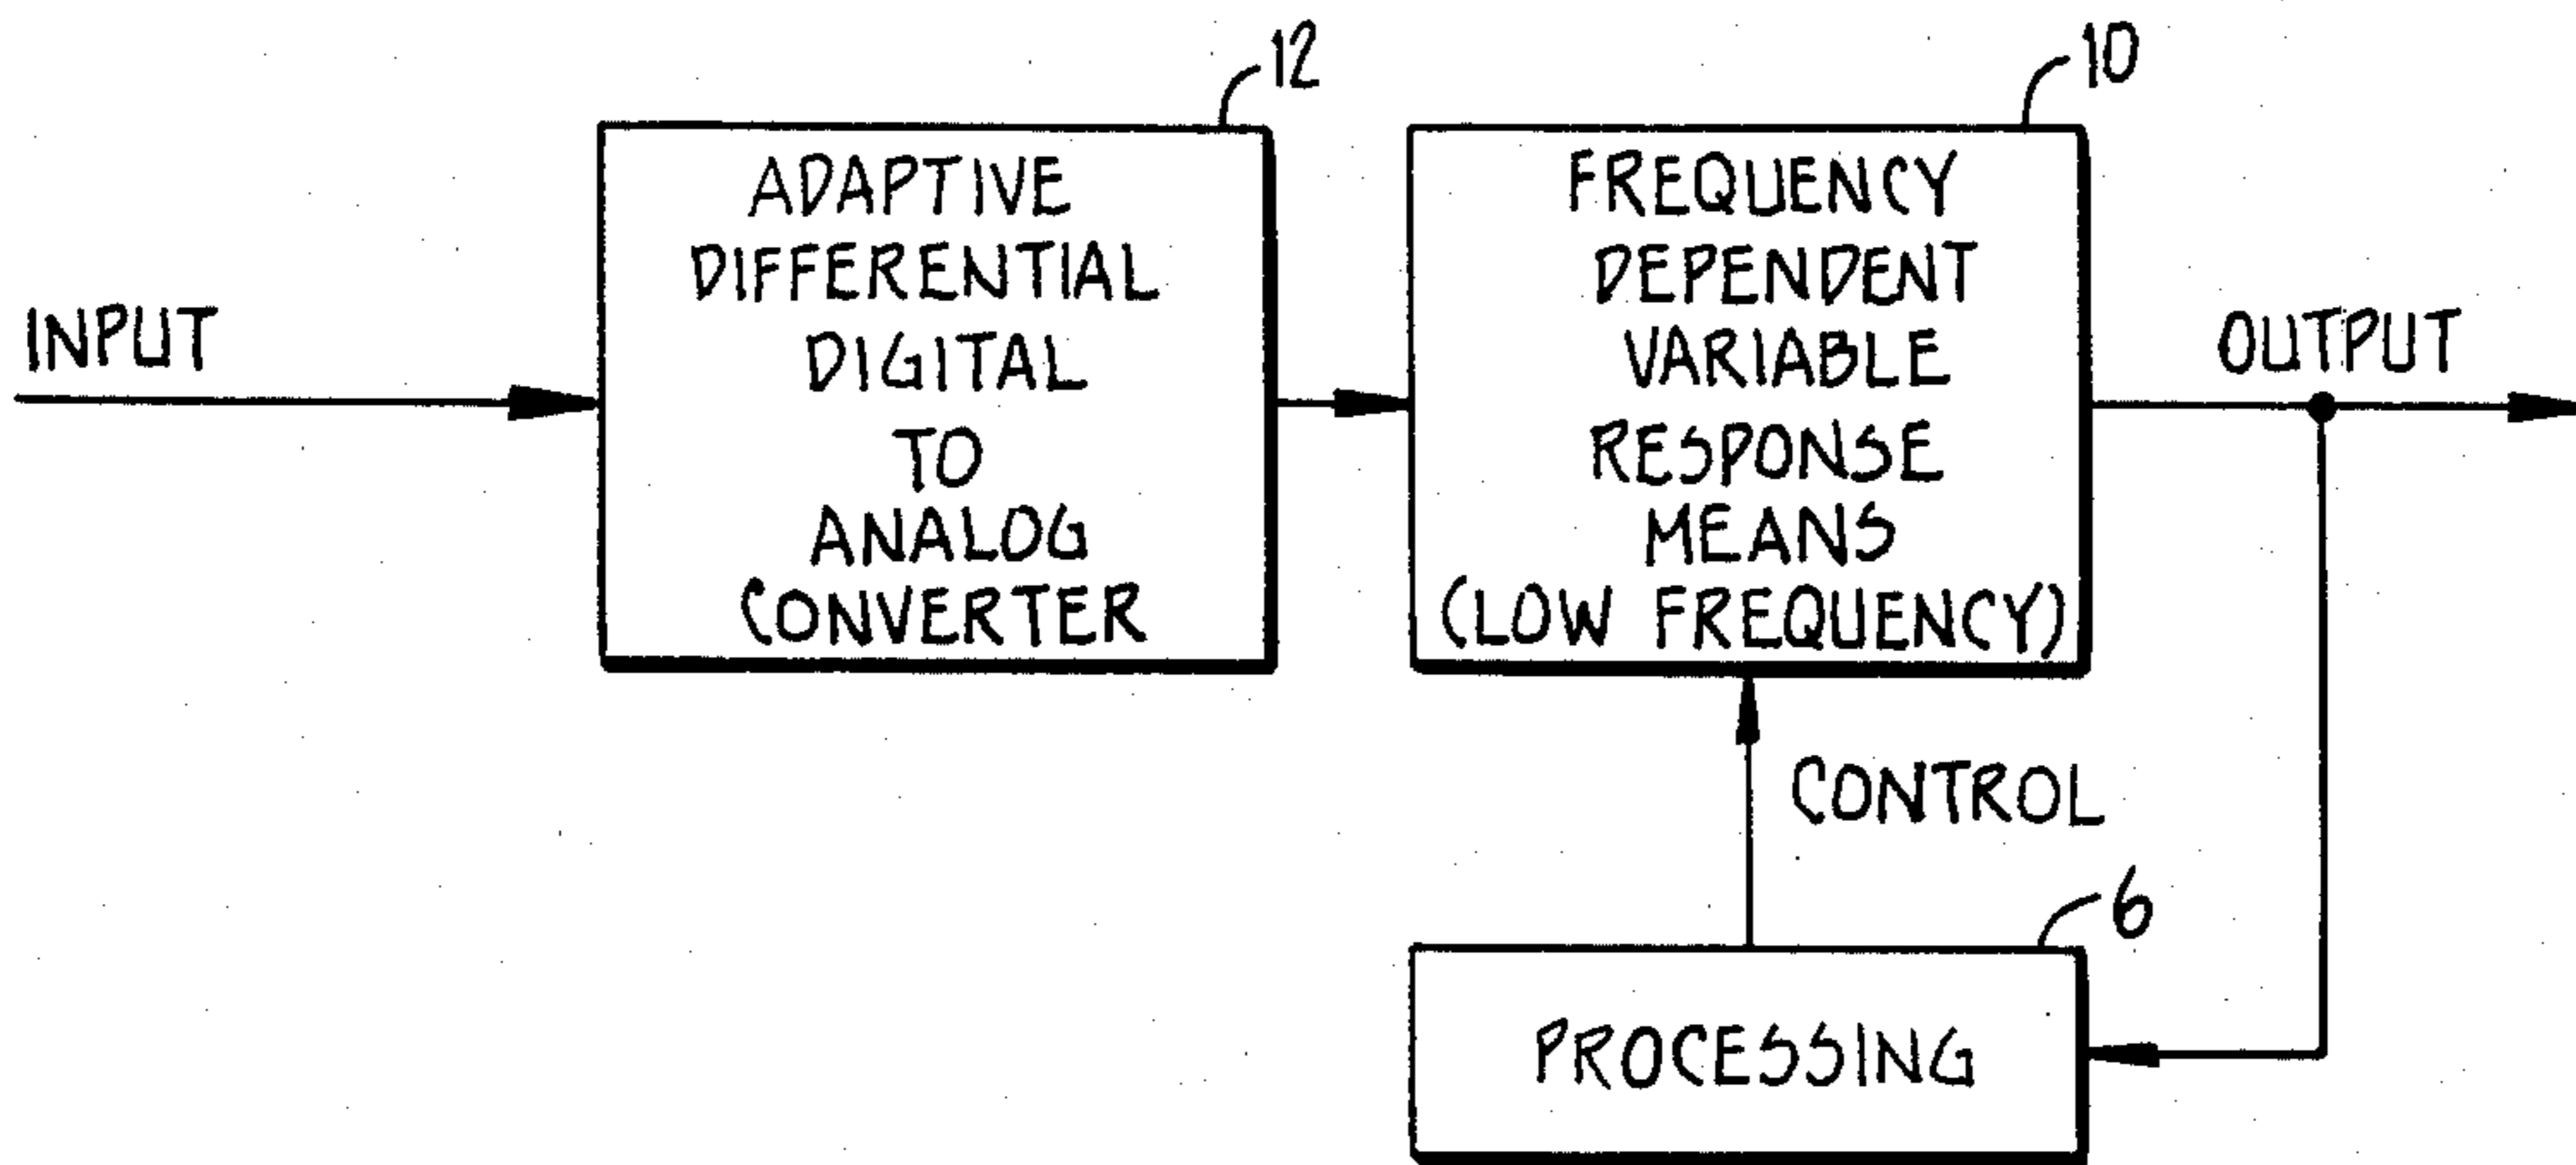 12
10
INPUT
ADAPTIVE
DIFFERENTIAL
DIGITAL
TO
ANALOG
CONVERTER
FREQUENCY
DEPENDENT
VARIABLE
RESPONSE
MEANS
(LOW FREQUENCY)
OUTPUT
CONTROL
6
PROCESSING